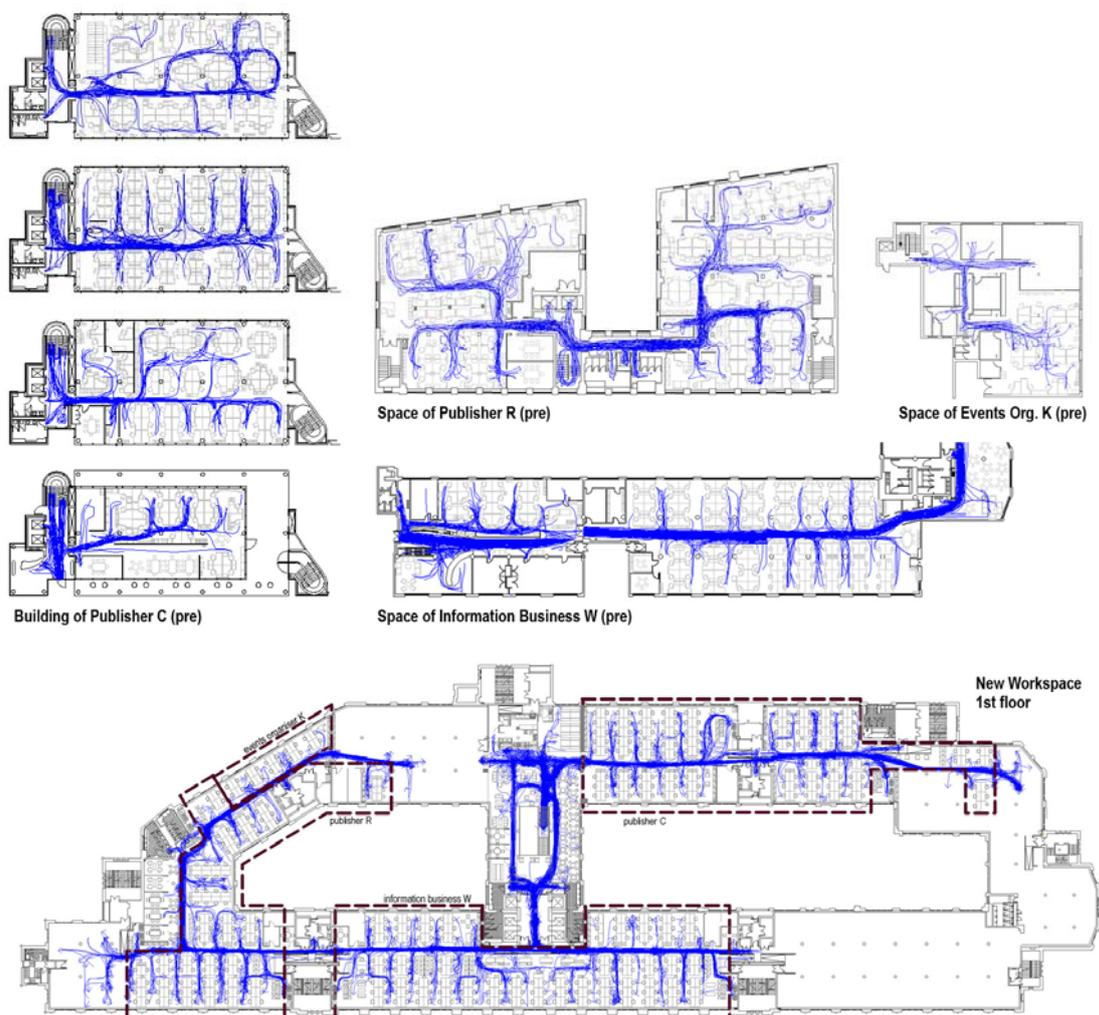 Space of Publisher R (pre)
Space of Events Org. K (pre)
Building of Publisher C (pre)
Space of Information Business W (pre)
New Workspace
1st floor
events organiser K
publisher R
publisher C
information business W